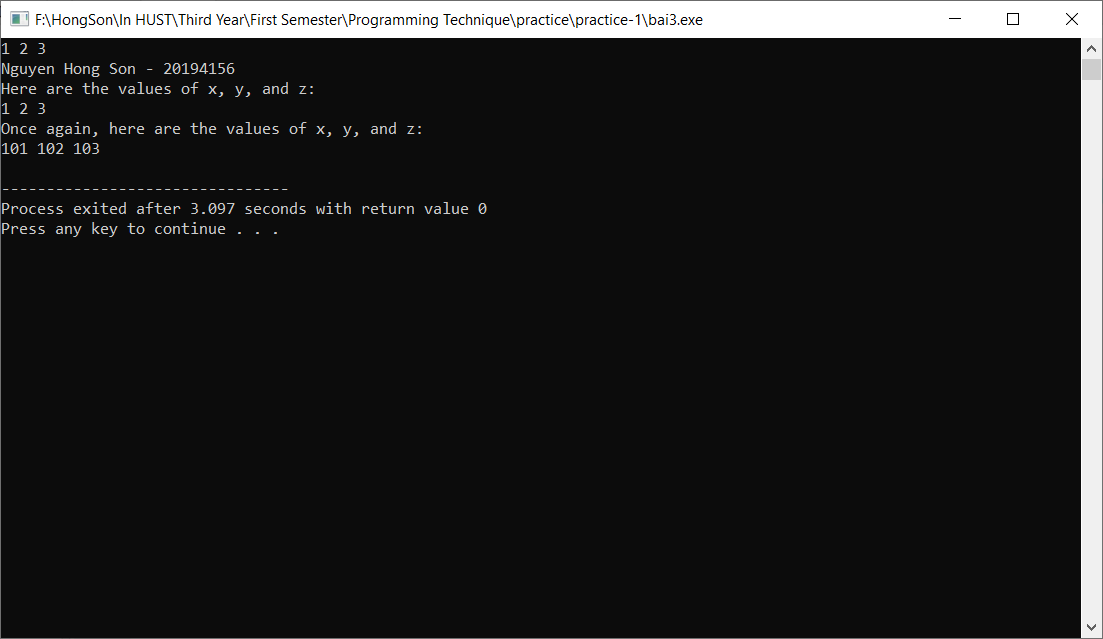 F:\HongSon\In HUST\Third Year\First Semester\Programming Technique\practice\practice-1\bai3.exe
1 2 3
Nguyen Hong Son - 20194156
Here are the values of x, y, and z:
1 2 3
Once again, here are the values of x, y, and z:
101 102 103
--------------------------------
Process exited after 3.097 seconds with return value 0
Press any key to continue . . .